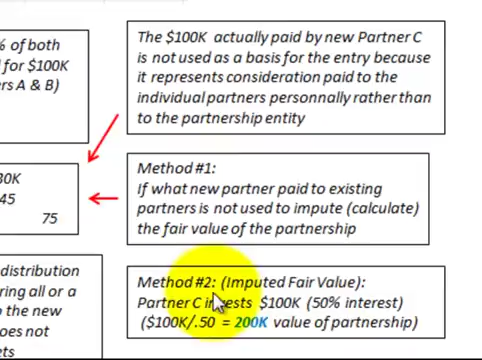 % of both
d for $100K
ers A & B)
30K
45
75
distribution
ring all or a
o the new
oes not
ets
The $100K actually paid by new Partner C
is not used as a basis for the entry because
it represents consideration paid to the
individual partners personnally rather than
to the partnership entity
Method #1:
If what new partner paid to existing
partners is not used to impute (calculate)
the fair value of the partnership
Method #2: (Imputed Fair Value):
Partner C invests $100K (50% interest)
($100K/.50 = 200K value of partnership)